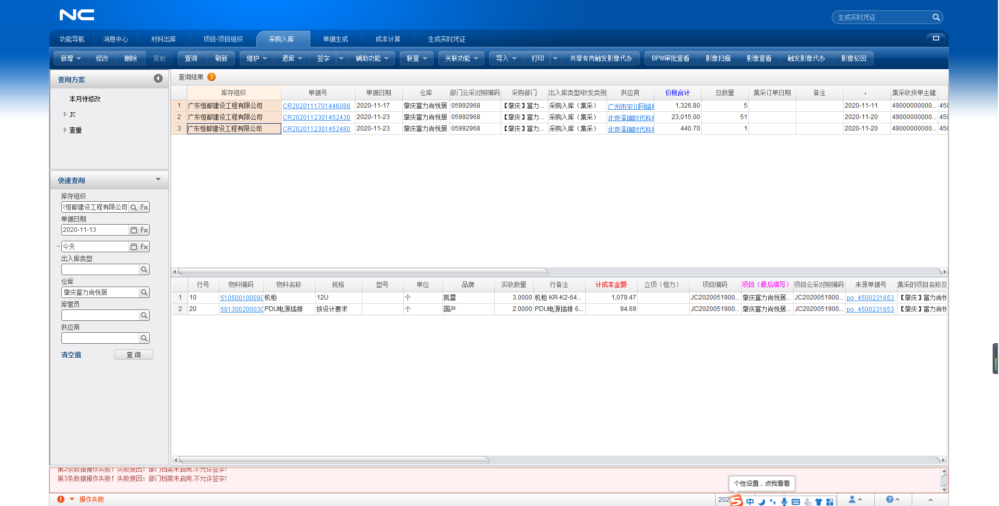 NC
生成实时凭证
功能导航 消息中心 材料出库 项目-项目组织 采购入库 单据生成 成本计算 生成实时凭证
新增 修改 删除 复制 查询 刷新 维护 退库 签字 辅助功能 联查 关联功能 导入 打印 共享专岗触发影像代办 BPM审批查看 影像扫描 影像查看 触发影像代办 影像驳回
查询方案
本月待修改
JC
查重
快速查询
库存组织
恒都建设工程有限公司
单据日期
2020-11-13
- 今天
出入库类型
仓库
肇庆富力尚悦居
库管员
供应商
清空值 查 询
查询结果 3
库存组织 单据号 单据日期 仓库 部门云采对照编码 采购部门 出入库类型/收发类别 供应商 价税合计 总数量 集采订单日期 备注 , 集采收货单主键
1 广东恒都建设工程有限公司 CR2020111701446089 2020-11-17 肇庆富力尚悦居 05992968 【肇庆】富力... 采购入库（集采） 广州市宇川网络科 1,326.80 5 2020-11-11 49000000000... 450
2 广东恒都建设工程有限公司 CR2020112301452430 2020-11-23 肇庆富力尚悦居 05992968 【肇庆】富力... 采购入库（集采） 北京泽瑞时代科技 23,015.00 51 2020-11-20 49000000000... 450
3 广东恒都建设工程有限公司 CR2020112301452480 2020-11-23 肇庆富力尚悦居 05992968 【肇庆】富力... 采购入库（集采） 北京泽瑞时代科技 440.70 1 2020-11-20 49000000000... 450
行号 物料编码 物料名称 规格 型号 单位 品牌 实收数量 行备注 计成本金额 立项（恒力） 项目编码 项目（最后填写） 项目云采对照编码 来源单据号 集采的项目名称及
1 10 510500100090 机柜 12U 个 凯雷 3.0000 机柜 KR-K2-64... 1,079.47 JC2020051900... 肇庆富力尚悦居... JC2020051900... po_4500231653 【肇庆】富力尚悦
2 20 581300200030 PDU电源插排 按设计要求 个 国产 2.0000 PDU电源插排 6... 94.69 JC2020051900... 肇庆富力尚悦居... JC2020051900... po_4500231653 【肇庆】富力尚悦
第2条数据操作失败！失败原因：部门档案未启用,不允许签字!
第3条数据操作失败！失败原因：部门档案未启用,不允许签字!
个性设置，点我看看
操作失败 202 中